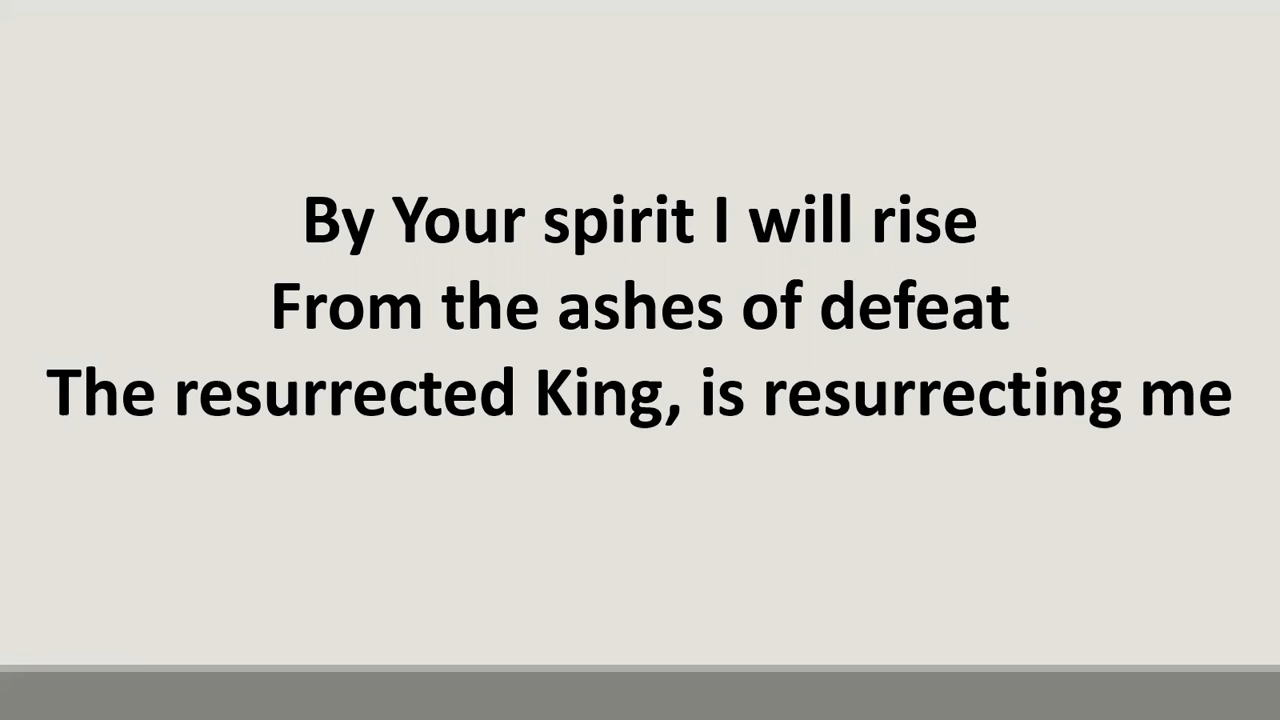 By Your spirit I will rise
From the ashes of defeat
The resurrected King, is resurrecting me